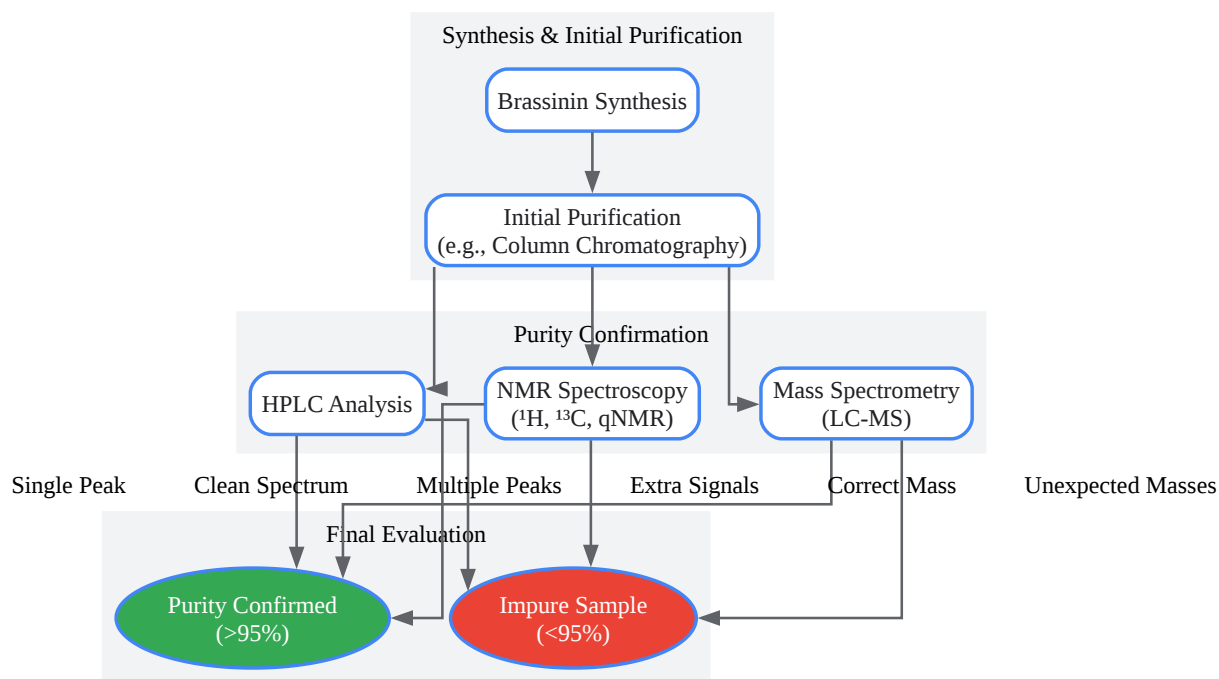 Synthesis & Initial Purification
Brassinin Synthesis
Initial Purification
(e.g., Column Chromatography)
Purity Confirmation
HPLC Analysis
NMR Spectroscopy
(¹H, ¹³C, qNMR)
Mass Spectrometry
(LC-MS)
Single Peak
Clean Spectrum
Multiple Peaks
Extra Signals
Correct Mass
Unexpected Masses
Final Evaluation
Purity Confirmed
(>95%)
Impure Sample
(<95%)